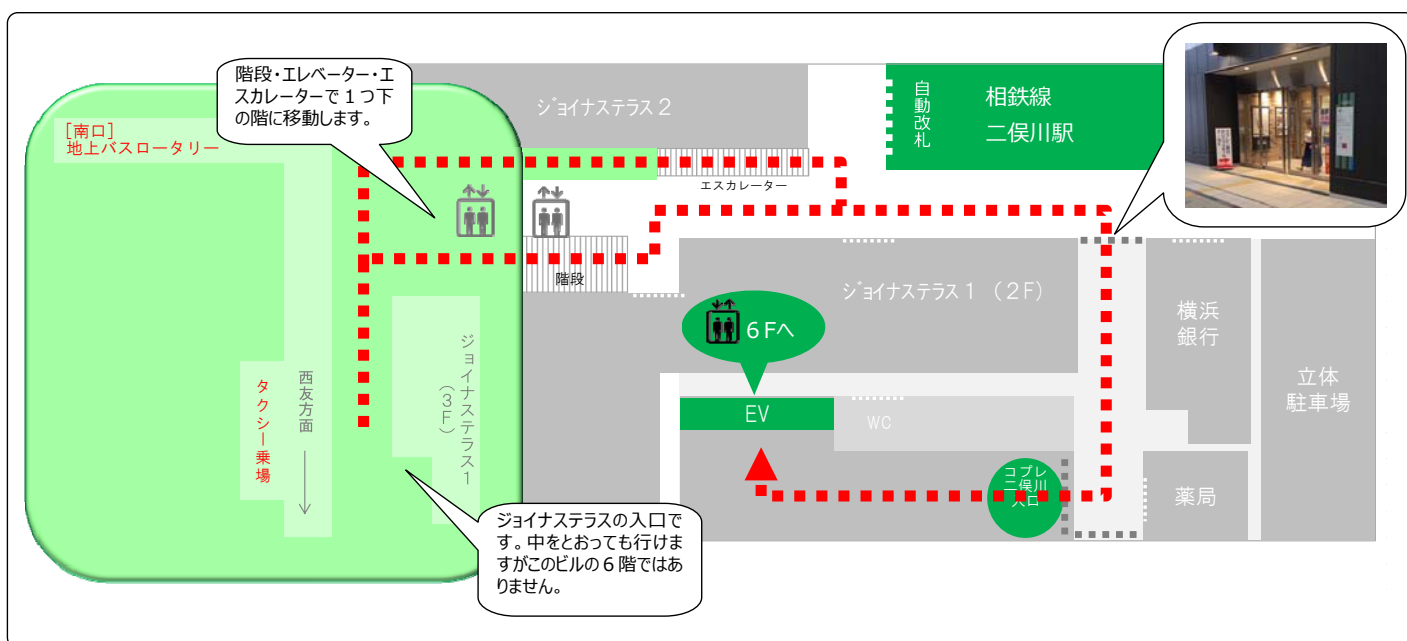 階段・エレベーター・エ
スカレーターで１つ下
の階に移動します。
[南口]
地上バスロータリー
ジョイナステラス２
エスカレーター
自動改札
相鉄線
二俣川駅
階段
ジョイナステラス１（２F）
６Fへ
横浜
銀行
立体
駐車場
ジョイナステラス１
（３F）
西友方面
タクシー乗場
EV
WC
コプレ
二俣川
入口
薬局
ジョイナステラスの入口で
す。中をとおっても行けま
すがこのビルの６階ではあ
りません。